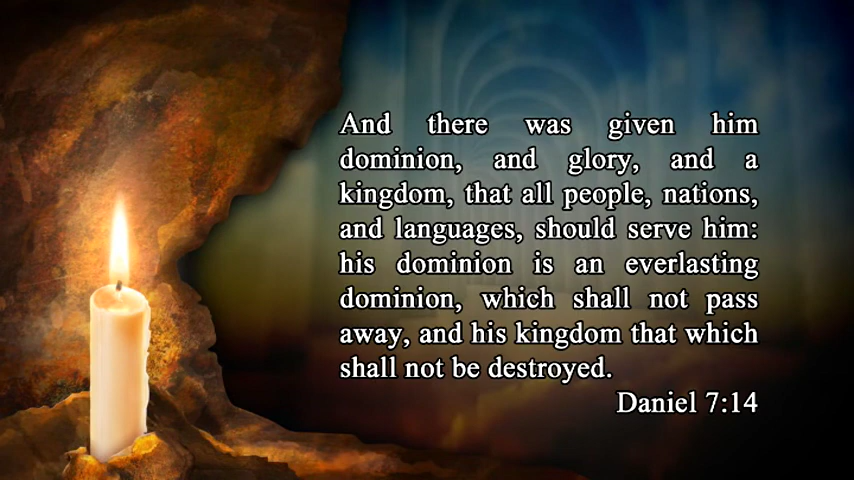 And there was given him
dominion, and glory, and a
kingdom, that all people, nations,
and languages, should serve him:
his dominion is an everlasting
dominion, which shall not pass
away, and his kingdom that which
shall not be destroyed.
Daniel 7:14